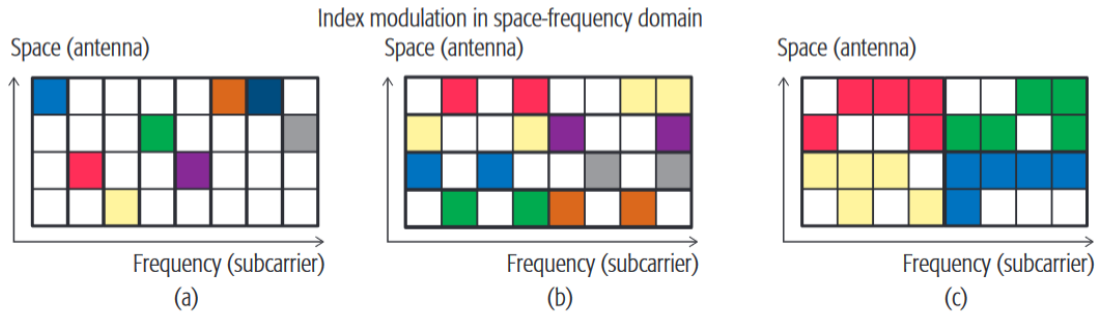 Index modulation in space-frequency domain
Space (antenna)
Space (antenna)
Space (antenna)
Frequency (subcarrier)
Frequency (subcarrier)
Frequency (subcarrier)
(a)
(b)
(c)